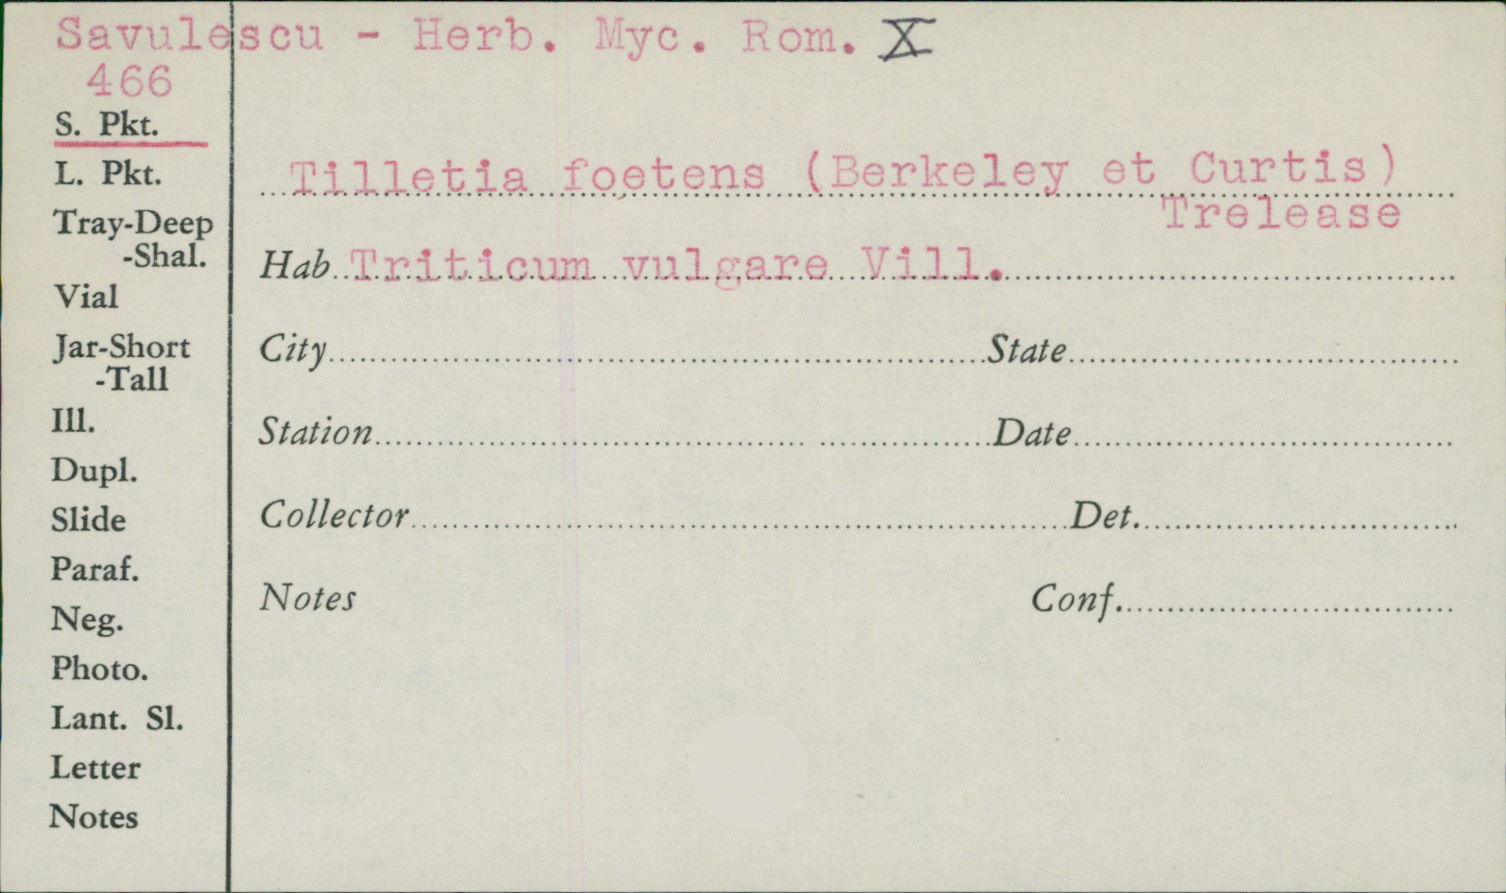 Savulescu - Herb. Myc. Rom. X
466
S. Pkt.
L. Pkt.
Tray-Deep
-Shal.
Vial
Jar-Short
-Tall
Ill.
Dupl.
Slide
Paraf.
Neg.
Photo.
Lant. Sl.
Letter
Notes
Tilletia foetens (Berkeley et Curtis)
Trelease
Hab Triticum vulgare Vill.
City State
Station Date
Collector Det.
Notes Conf.